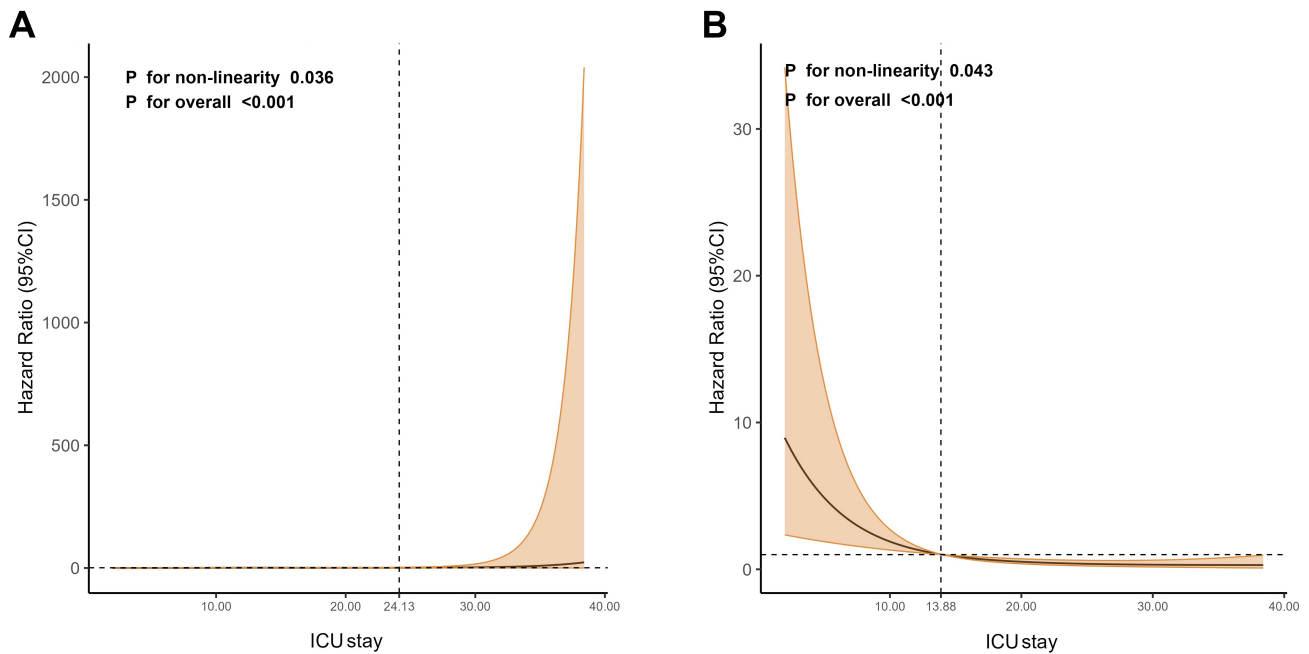 A
P for non-linearity 0.036
P for overall <0.001
Hazard Ratio (95%CI)
2000
1500
1000
500
0
10.00
20.00
24.13
30.00
40.00
ICU stay
B
P for non-linearity 0.043
P for overall <0.001
Hazard Ratio (95%CI)
30
20
10
0
10.00
13.88
20.00
30.00
40.00
ICU stay